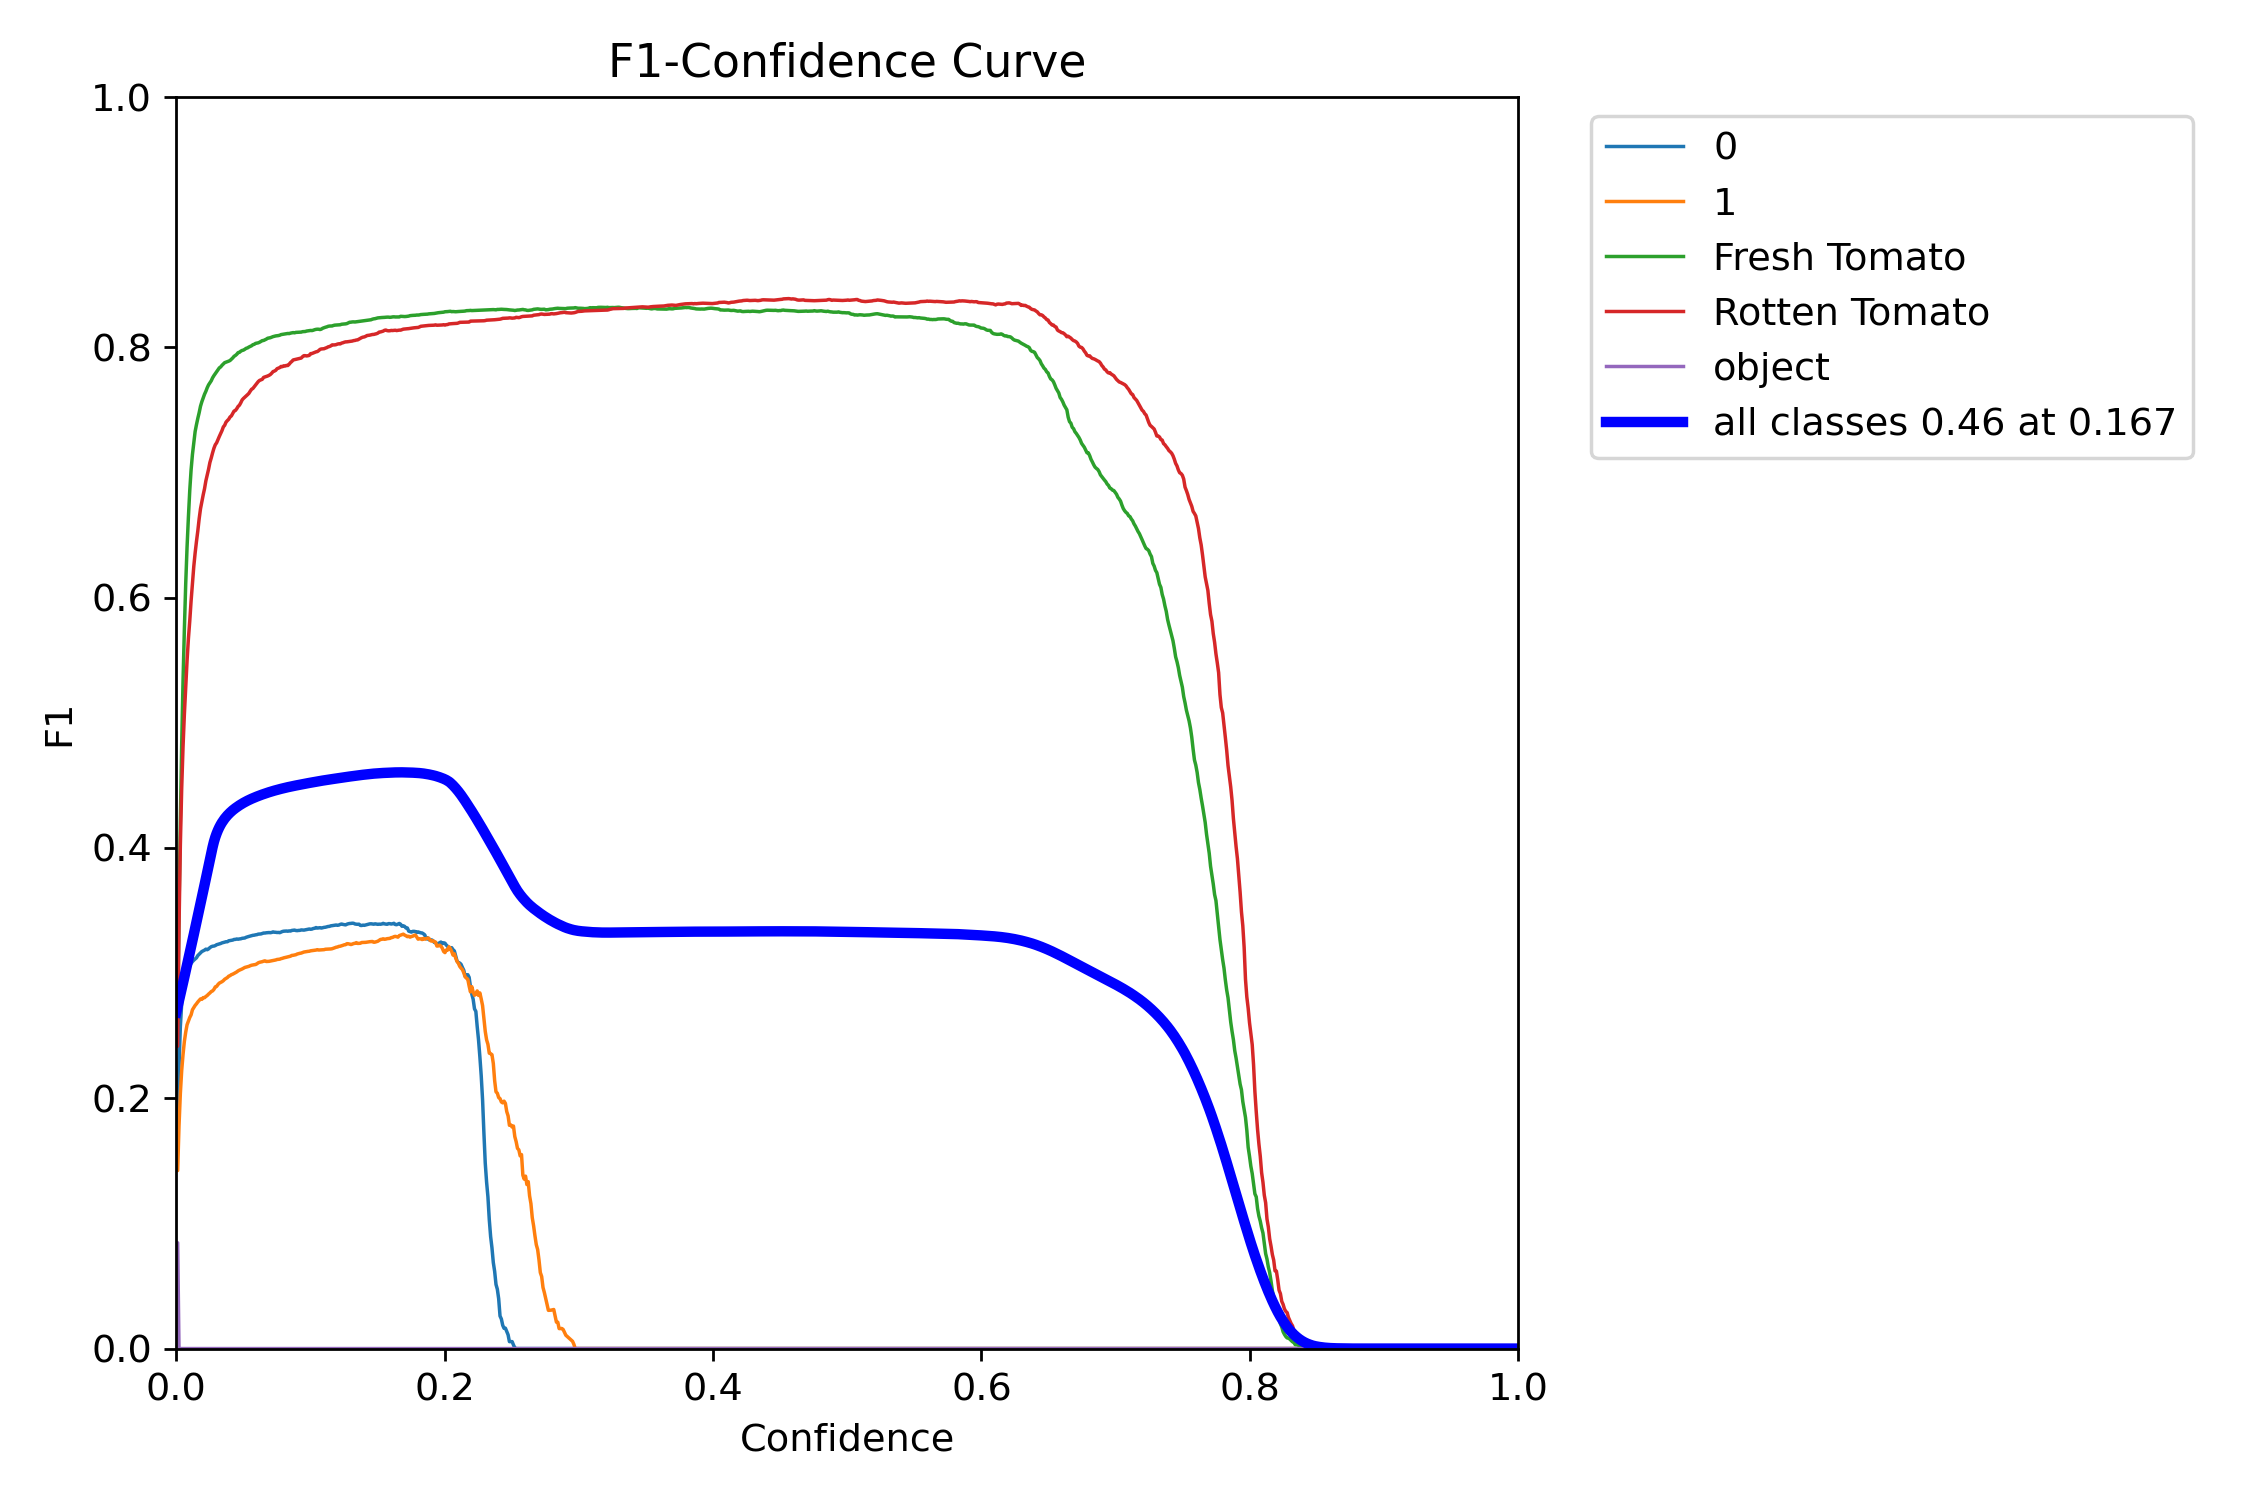 F1-Confidence Curve
1.0
0.8
0.6
0.4
0.2
0.0
F1
0.0 0.2 0.4 0.6 0.8 1.0
Confidence
0
1
Fresh Tomato
Rotten Tomato
object
all classes 0.46 at 0.167